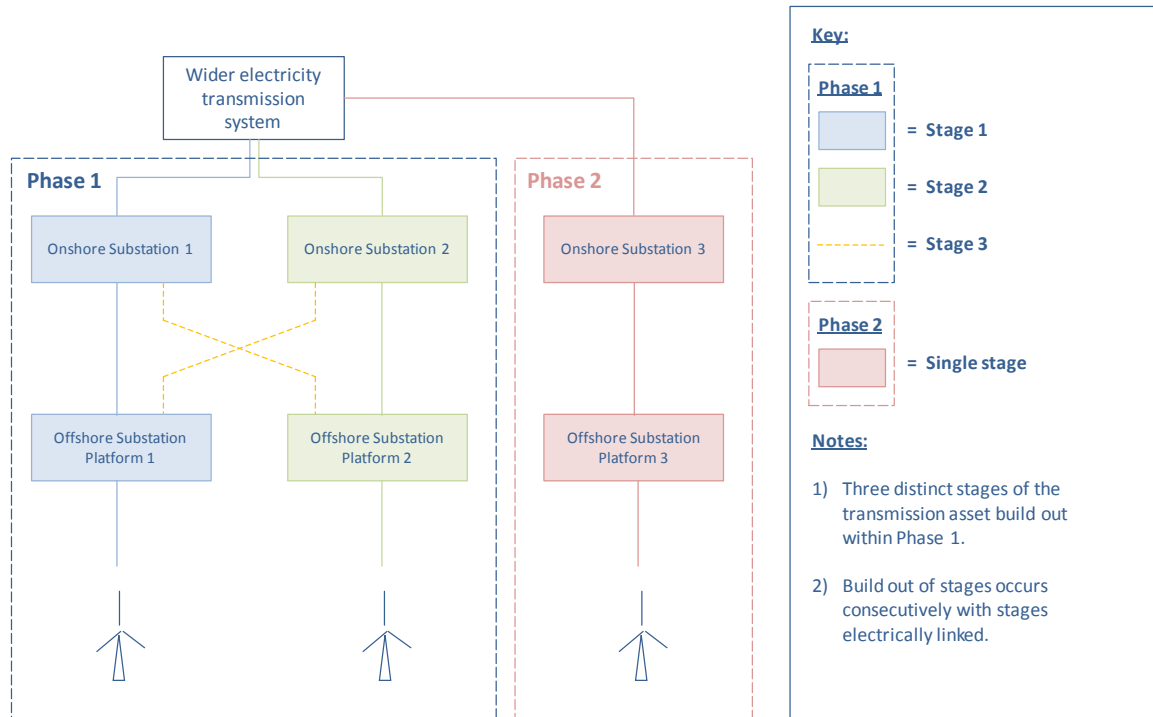 Wider electricity
transmission
system
Phase 1
Phase 2
Onshore Substation 1
Onshore Substation 2
Onshore Substation 3
Offshore Substation
Platform 1
Offshore Substation
Platform 2
Offshore Substation
Platform 3
Key:
Phase 1
= Stage 1
= Stage 2
= Stage 3
Phase 2
= Single stage
Notes:
1) Three distinct stages of the
transmission asset build out
within Phase 1.
2) Build out of stages occurs
consecutively with stages
electrically linked.